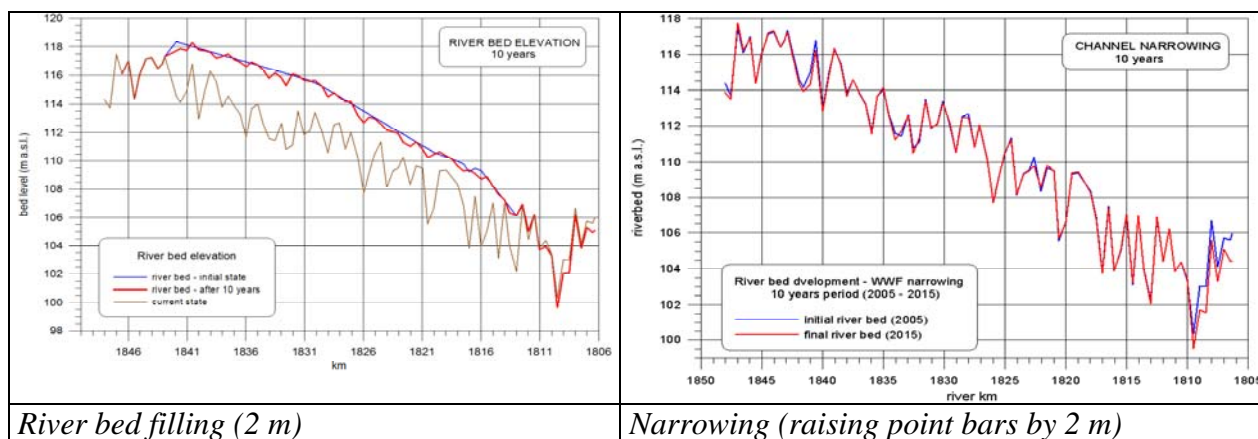 RIVER BED ELEVATION
10 years
bed level (m a.s.l.)
120
118
116
114
112
110
108
106
104
102
100
98
River bed elevation
river bed - initial state
river bed - after 10 years
current state
1846
1841
1836
1831
1826
1821
1816
1811
1806
km
River bed filling (2 m)
CHANNEL NARROWING
10 years
riverbed (m a.s.l.)
118
116
114
112
110
108
106
104
102
100
River bed dvelopment - WWF narrowing
10 years period (2005 - 2015)
initial river bed (2005)
final river bed (2015)
1850
1845
1840
1835
1830
1825
1820
1815
1810
1805
river km
Narrowing (raising point bars by 2 m)